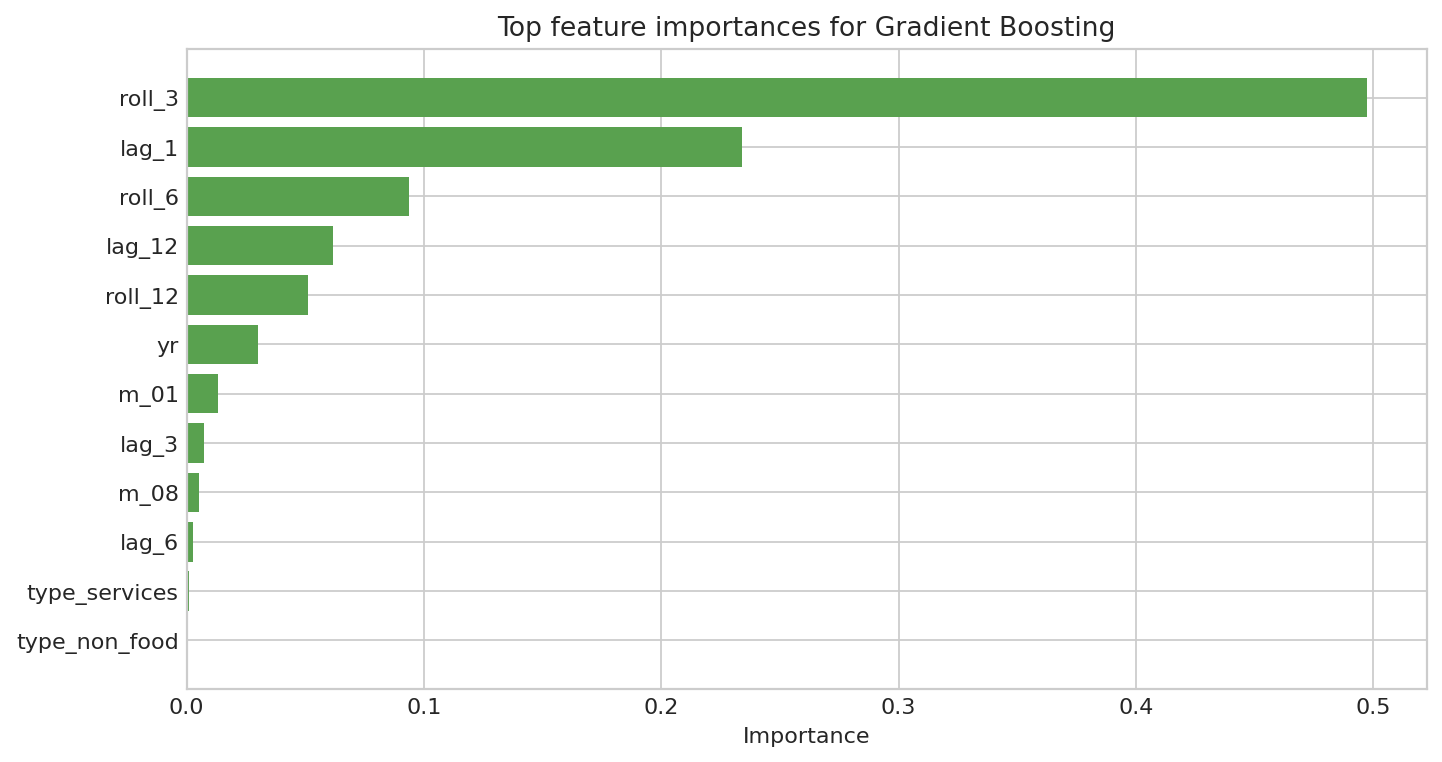 Top feature importances for Gradient Boosting
roll_3
lag_1
roll_6
lag_12
roll_12
yr
m_01
lag_3
m_08
lag_6
type_services
type_non_food
0.0 0.1 0.2 0.3 0.4 0.5
Importance